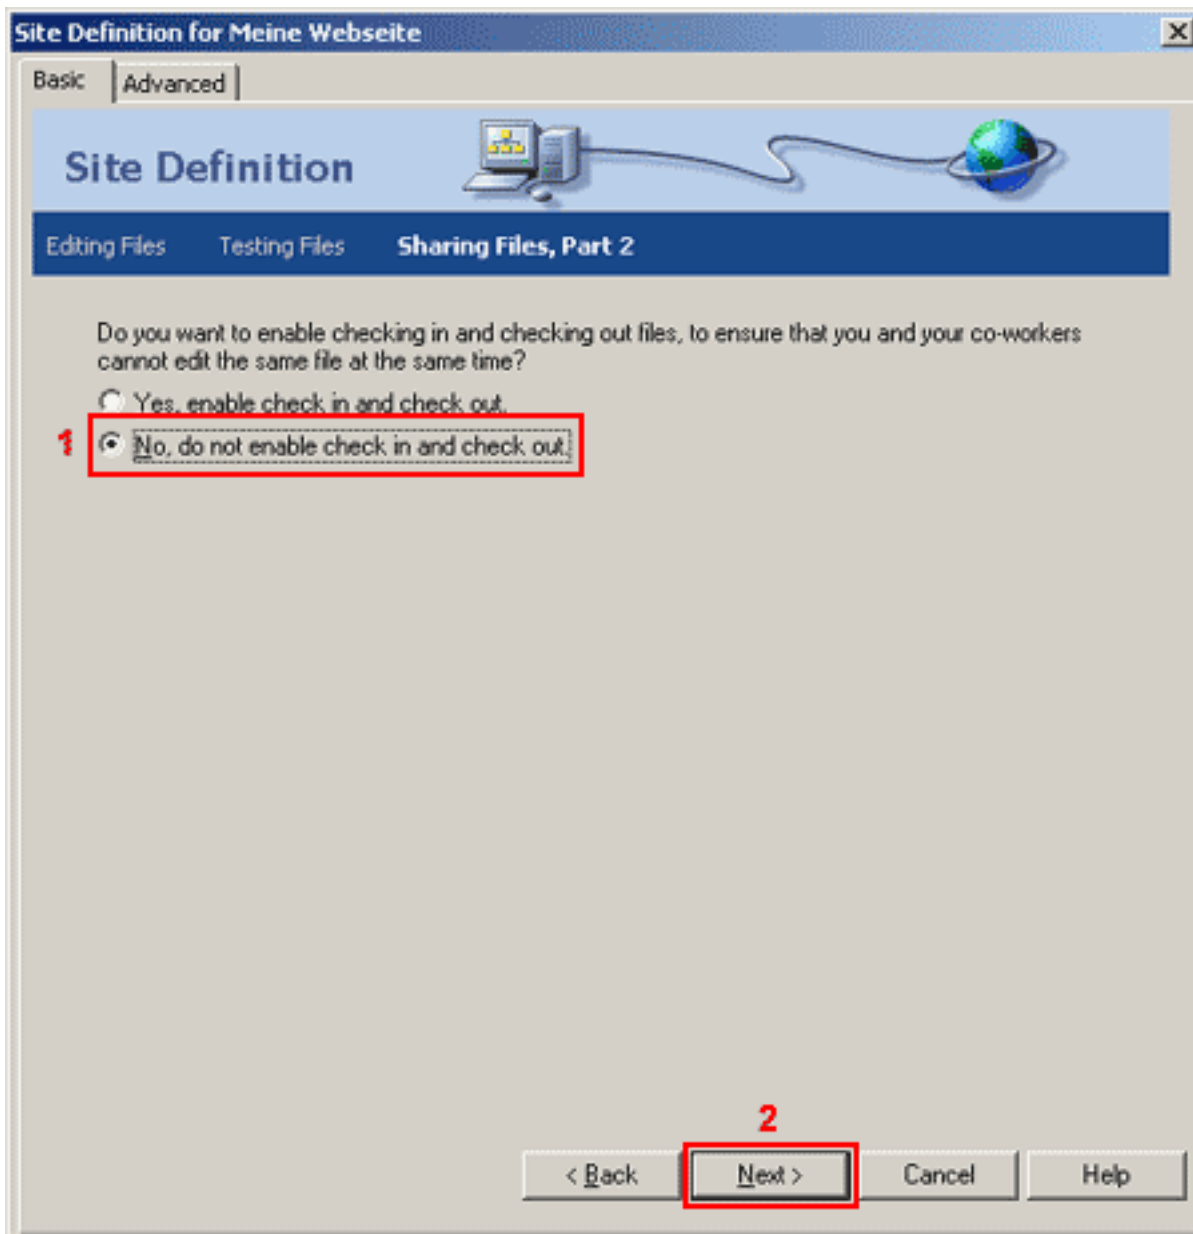 Site Definition for Meine Webseite
Basic Advanced
Site Definition
Editing Files Testing Files Sharing Files, Part 2
Do you want to enable checking in and checking out files, to ensure that you and your co-workers
cannot edit the same file at the same time?
Yes, enable check in and check out.
1 No, do not enable check in and check out.
2
< Back Next > Cancel Help